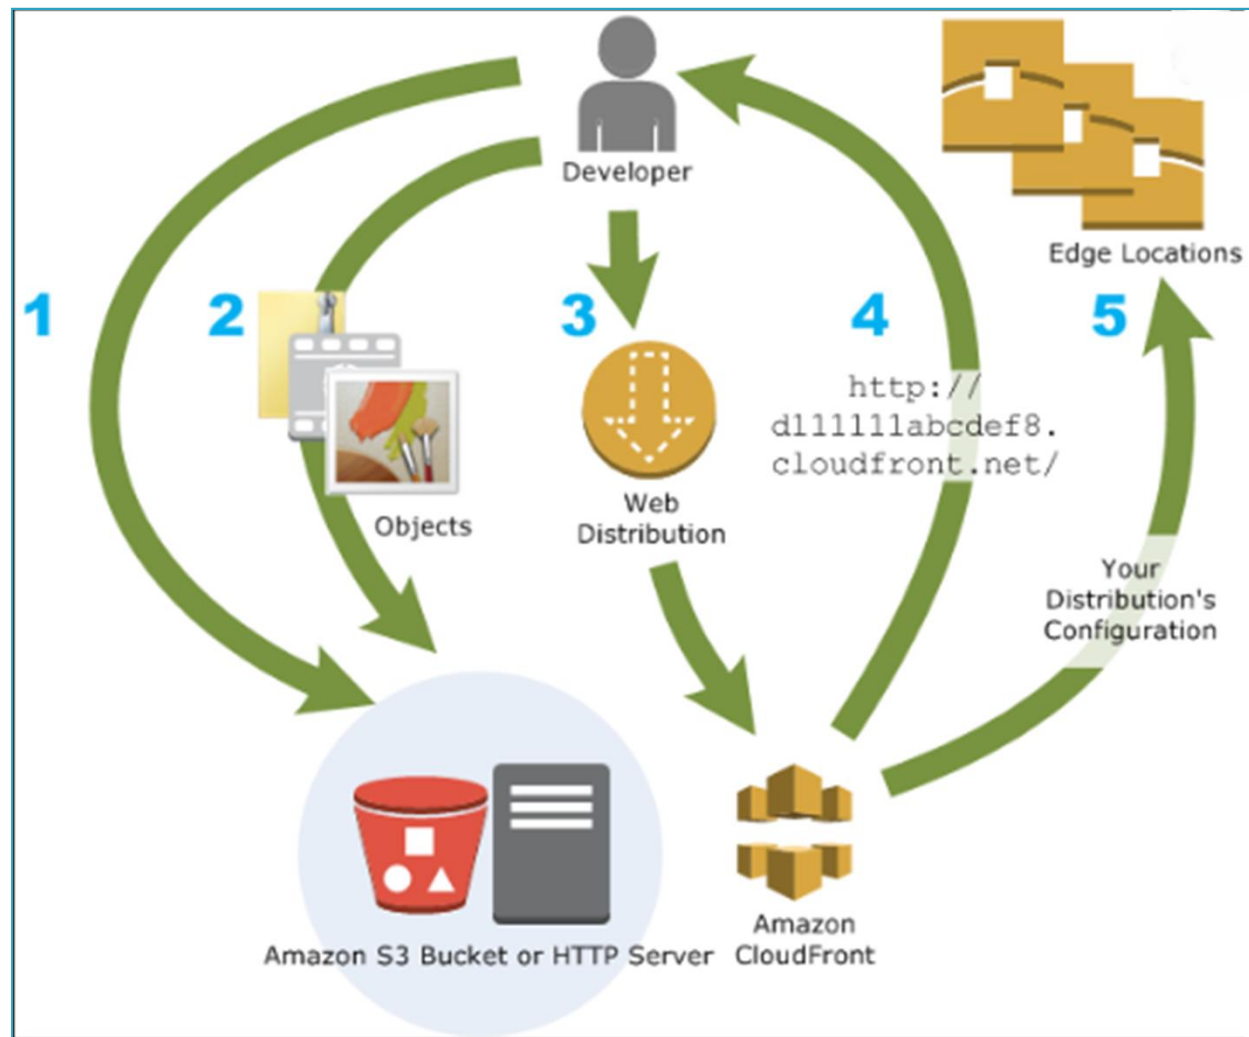 Developer
Edge Locations
1
2
3
4
5
http://
d111111abcdef8.
cloudfront.net/
Web
Distribution
Objects
Your
Distribution's
Configuration
Amazon S3 Bucket or HTTP Server
Amazon
CloudFront